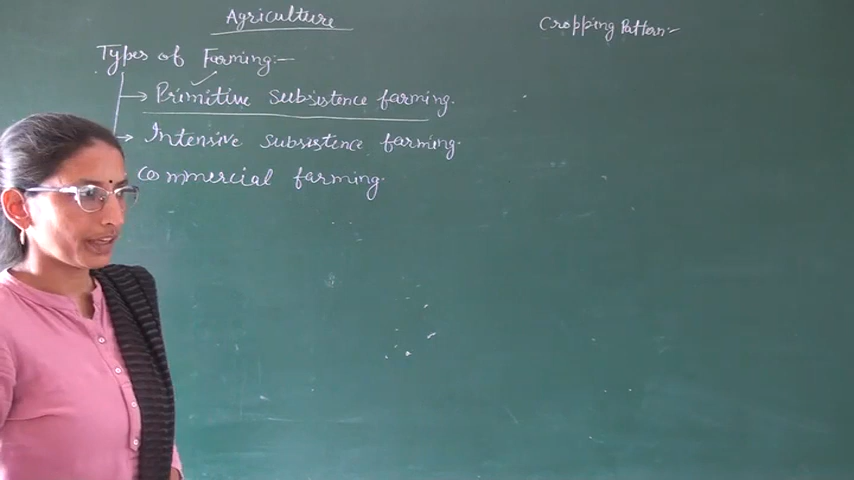 Agriculture
Types of Farming:-
Primitive Subsistence farming.
Intensive subsistence farming.
Commercial farming.
Cropping Pattern:-